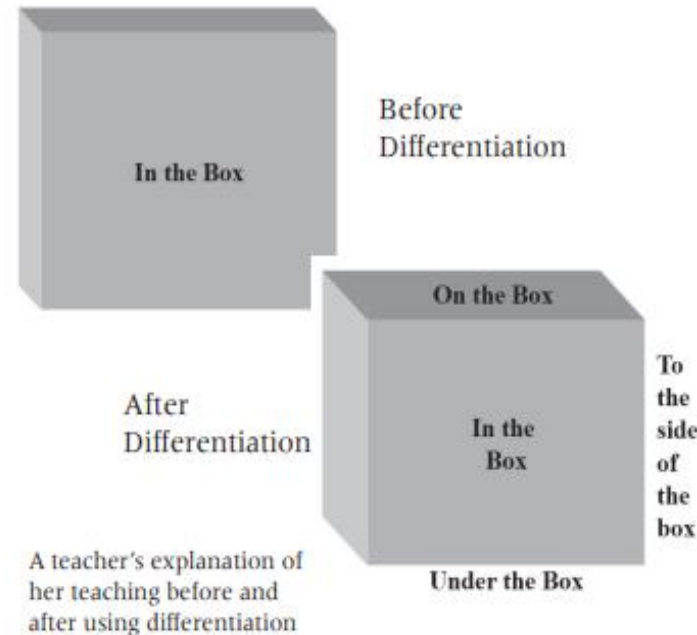 In the Box
Before
Differentiation
On the Box
After
Differentiation
In the
Box
To
the
side
of
the
box
Under the Box
A teacher's explanation of
her teaching before and
after using differentiation